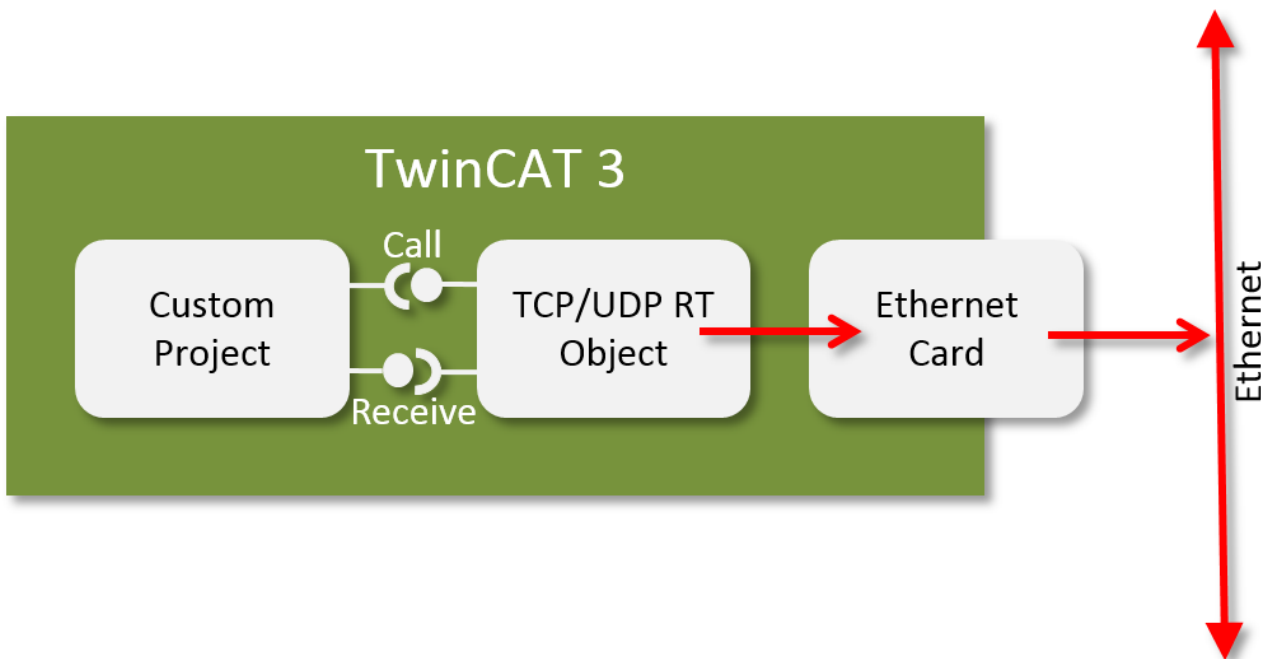 TwinCAT 3
Call
Custom
Project
TCP/UDP RT
Object
Ethernet
Card
Receive
Ethernet